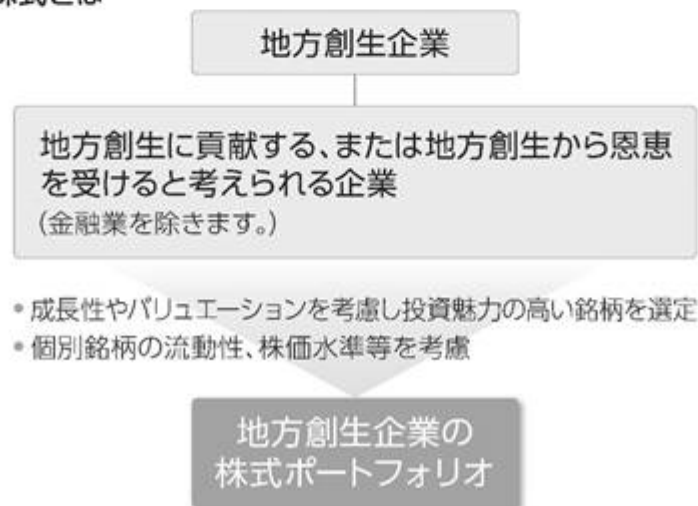 株式とは
地方創生企業
地方創生に貢献する、または地方創生から恩恵
を受けると考えられる企業
(金融業を除きます。)
• 成長性やバリュエーションを考慮し投資魅力の高い銘柄を選定
• 個別銘柄の流動性、株価水準等を考慮
地方創生企業の
株式ポートフォリオ